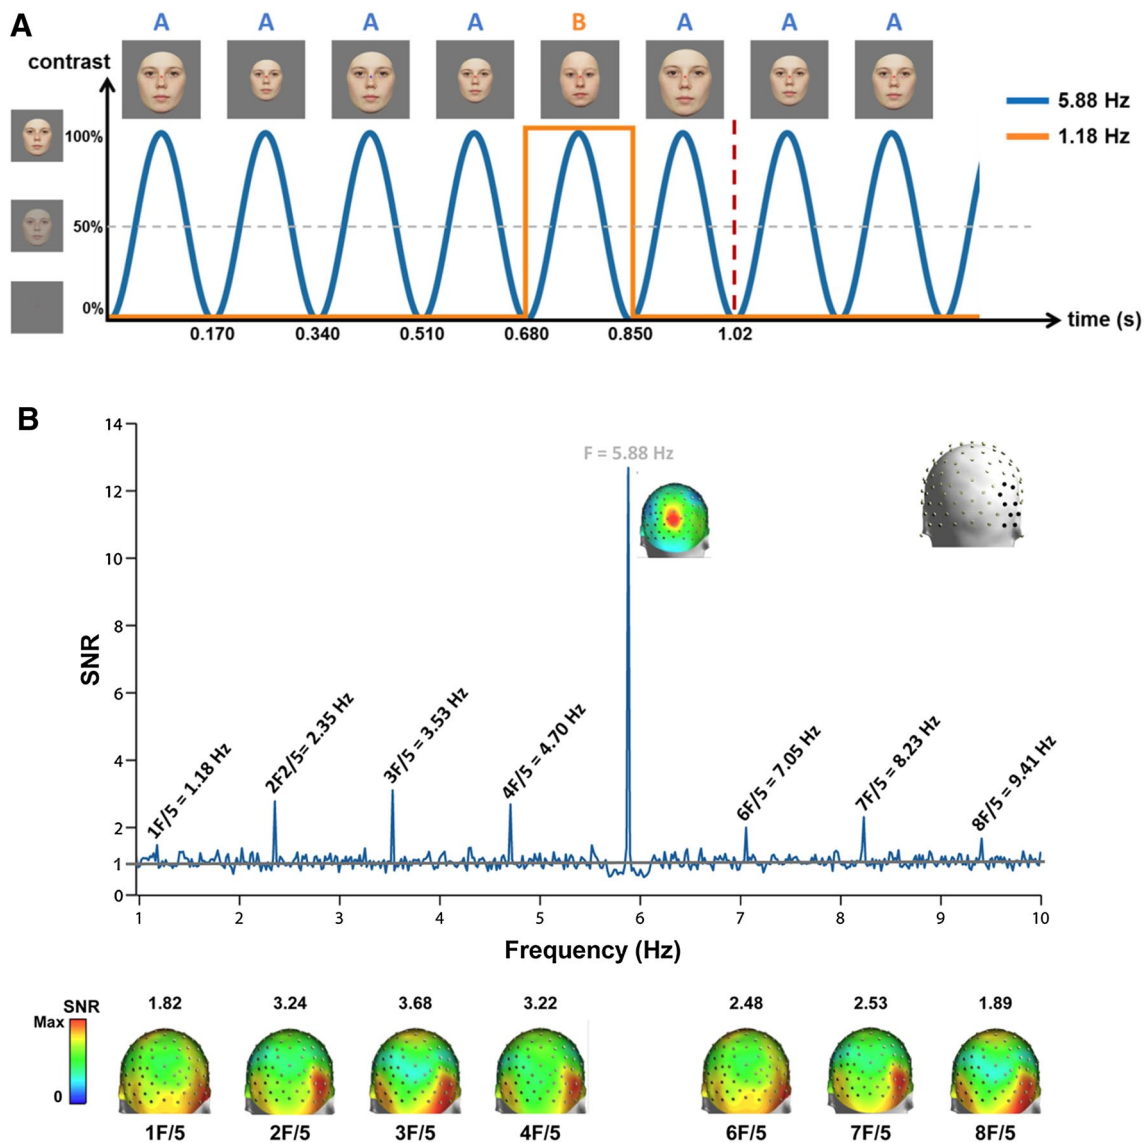 A
A A A A B A A A
contrast
5.88 Hz
1.18 Hz
100%
50%
0%
0.170 0.340 0.510 0.680 0.850 1.02
time (s)
B
14
12
10
8
6
4
2
1
0
SNR
F = 5.88 Hz
1F/5 = 1.18 Hz
2F2/5= 2.35 Hz
3F/5 = 3.53 Hz
4F/5 = 4.70 Hz
6F/5 = 7.05 Hz
7F/5 = 8.23 Hz
8F/5 = 9.41 Hz
1 2 3 4 5 6 7 8 9 10
Frequency (Hz)
SNR
Max
0
1.82 3.24 3.68 3.22 2.48 2.53 1.89
1F/5 2F/5 3F/5 4F/5 6F/5 7F/5 8F/5